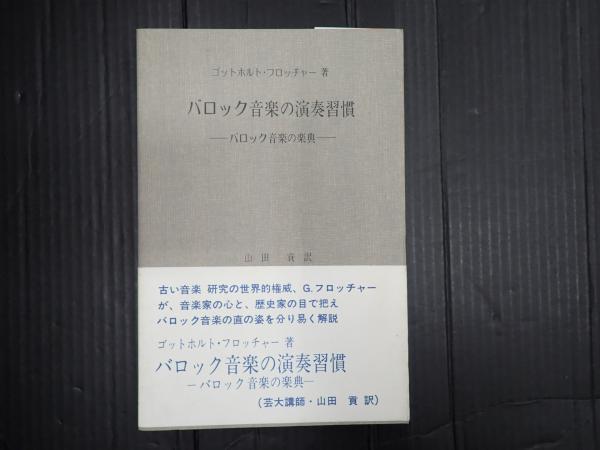 ゴットホルト・フロッチャー 著
バロック音楽の演奏習慣
—バロック音楽の楽典—
山田 貢 訳
古い音楽 研究の世界的権威、G.フロッチャー
が、音楽家の心と、歴史家の目で把え
バロック音楽の直の姿を分り易く解説
ゴットホルト・フロッチャー 著
バロック音楽の演奏習慣
—バロック音楽の楽典—
(芸大講師・山田 貢 訳)